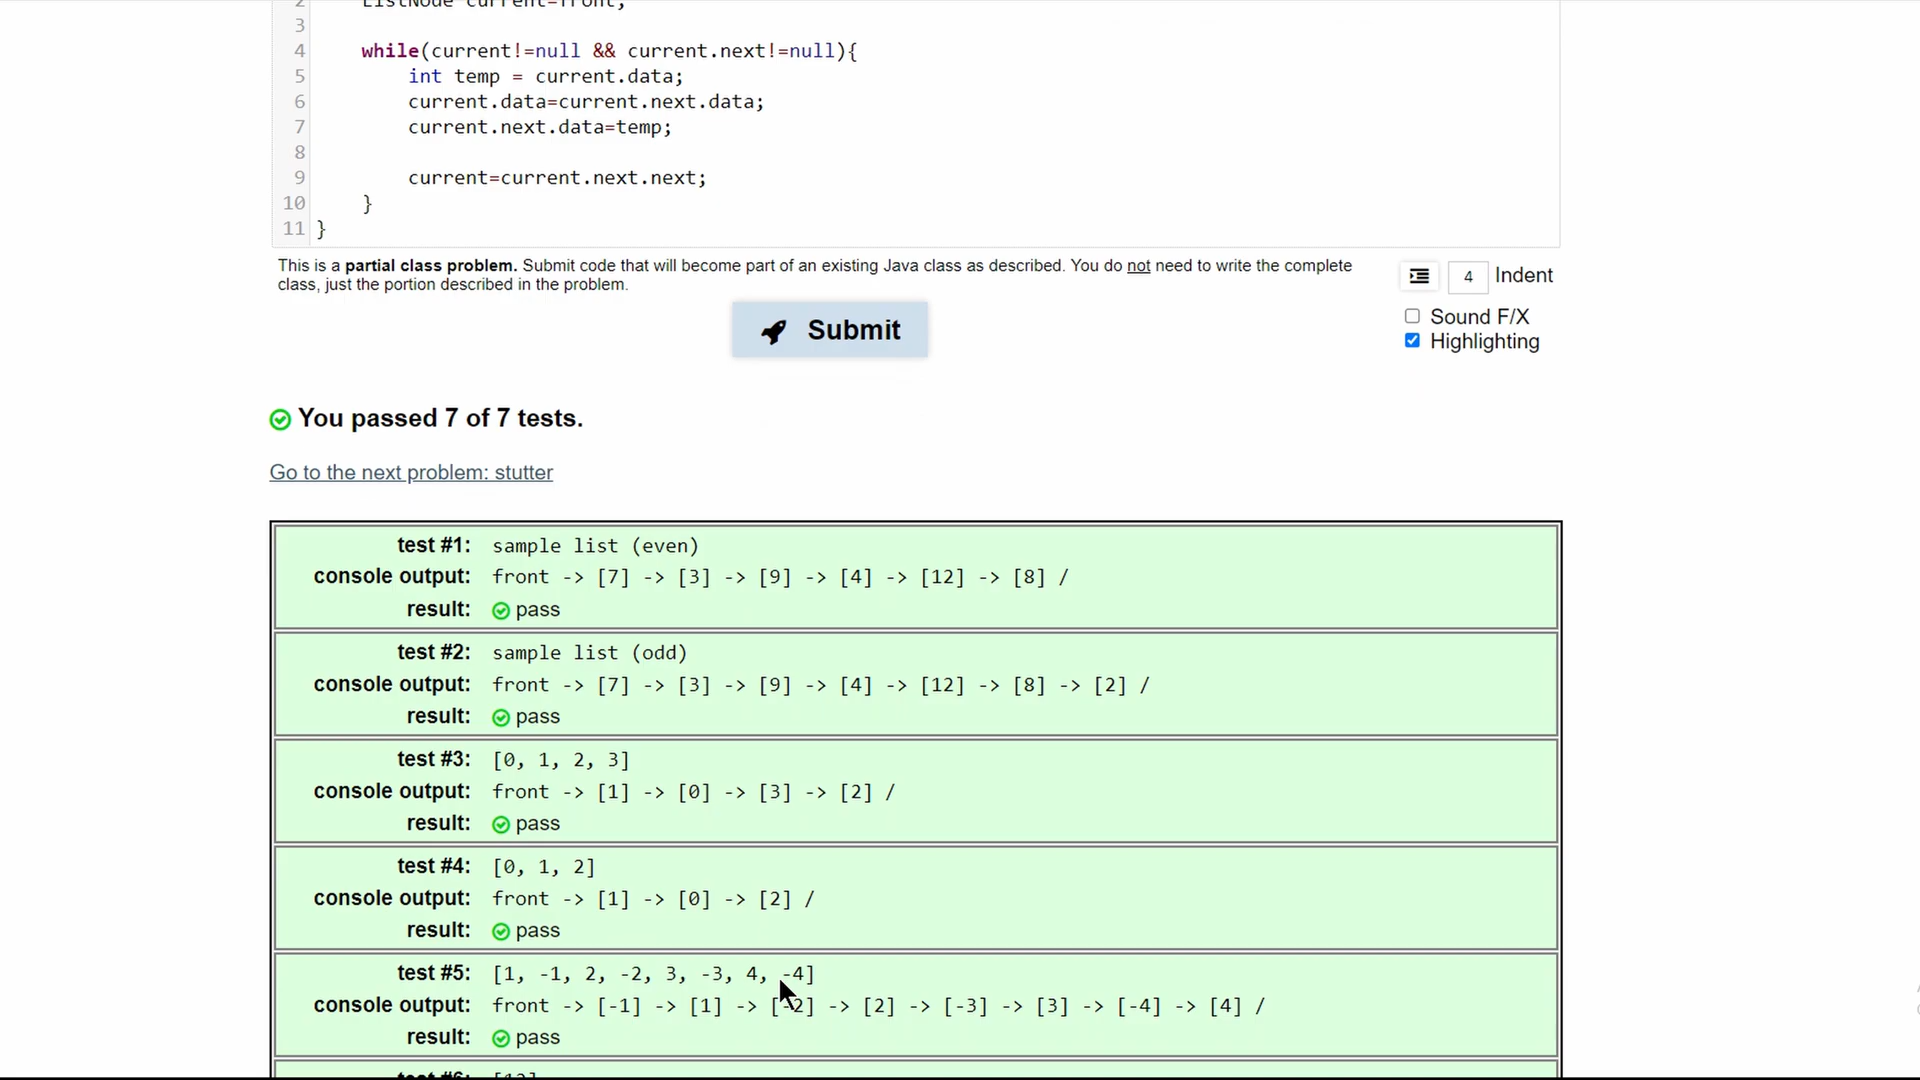 2 ListNode current=front;
3
4 while(current!=null && current.next!=null){
5 int temp = current.data;
6 current.data=current.next.data;
7 current.next.data=temp;
8
9 current=current.next.next;
10 }
11 }
This is a partial class problem. Submit code that will become part of an existing Java class as described. You do not need to write the complete
class, just the portion described in the problem.
4 Indent
Submit
Sound F/X
Highlighting
You passed 7 of 7 tests.
Go to the next problem: stutter
test #1: sample list (even)
console output: front -> [7] -> [3] -> [9] -> [4] -> [12] -> [8] /
result: pass
test #2: sample list (odd)
console output: front -> [7] -> [3] -> [9] -> [4] -> [12] -> [8] -> [2] /
result: pass
test #3: [0, 1, 2, 3]
console output: front -> [1] -> [0] -> [3] -> [2] /
result: pass
test #4: [0, 1, 2]
console output: front -> [1] -> [0] -> [2] /
result: pass
test #5: [1, -1, 2, -2, 3, -3, 4, -4]
console output: front -> [-1] -> [1] -> [-2] -> [2] -> [-3] -> [3] -> [-4] -> [4] /
result: pass
test #6: